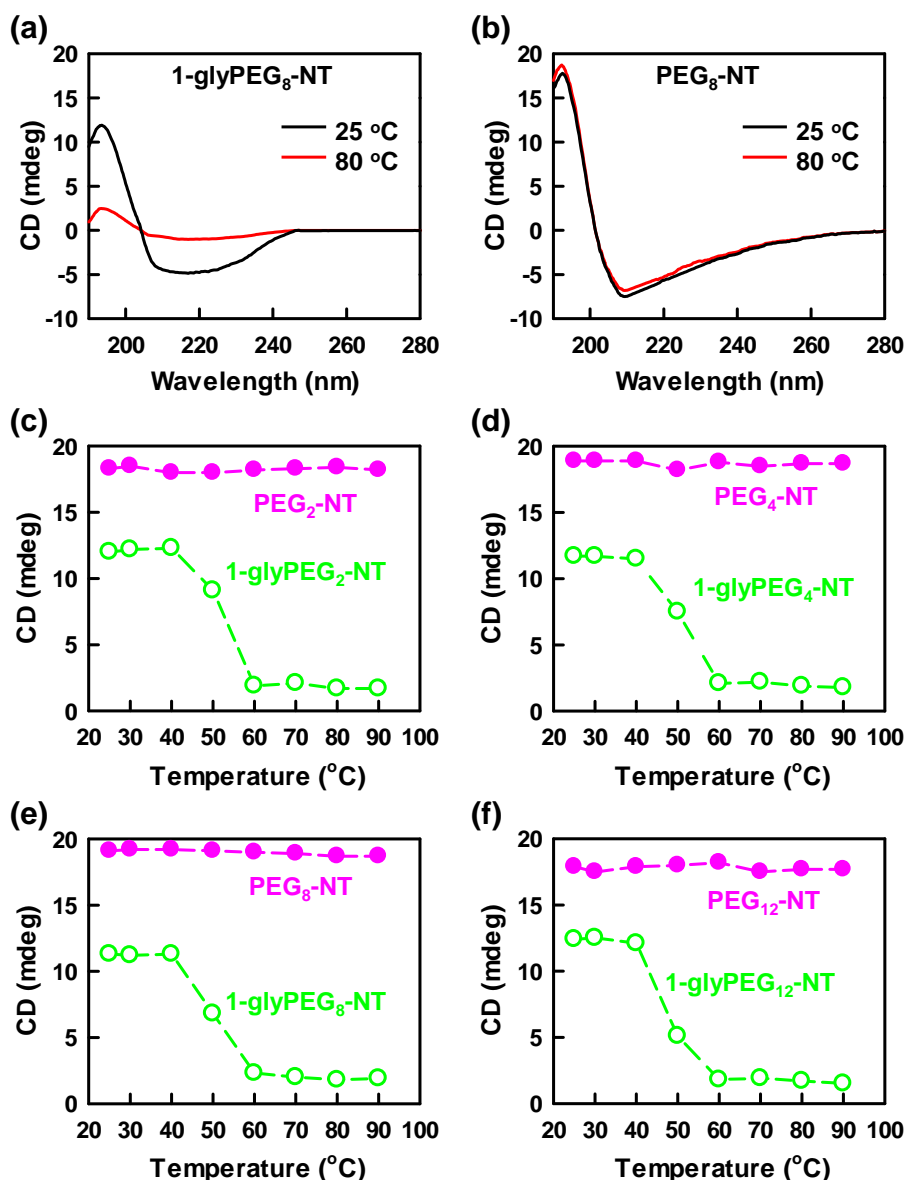 (a)
1-glyPEG8-NT
25 oC
80 oC
20
15
10
5
0
-5
-10
CD (mdeg)
200 220 240 260 280
Wavelength (nm)
(b)
PEG8-NT
25 oC
80 oC
20
15
10
5
0
-5
-10
CD (mdeg)
200 220 240 260 280
Wavelength (nm)
(c)
PEG2-NT
1-glyPEG2-NT
20
15
10
5
0
CD (mdeg)
20 30 40 50 60 70 80 90 100
Temperature (oC)
(d)
PEG4-NT
1-glyPEG4-NT
20
15
10
5
0
CD (mdeg)
20 30 40 50 60 70 80 90 100
Temperature (oC)
(e)
PEG8-NT
1-glyPEG8-NT
20
15
10
5
0
CD (mdeg)
20 30 40 50 60 70 80 90 100
Temperature (oC)
(f)
PEG12-NT
1-glyPEG12-NT
20
15
10
5
0
CD (mdeg)
20 30 40 50 60 70 80 90 100
Temperature (oC)